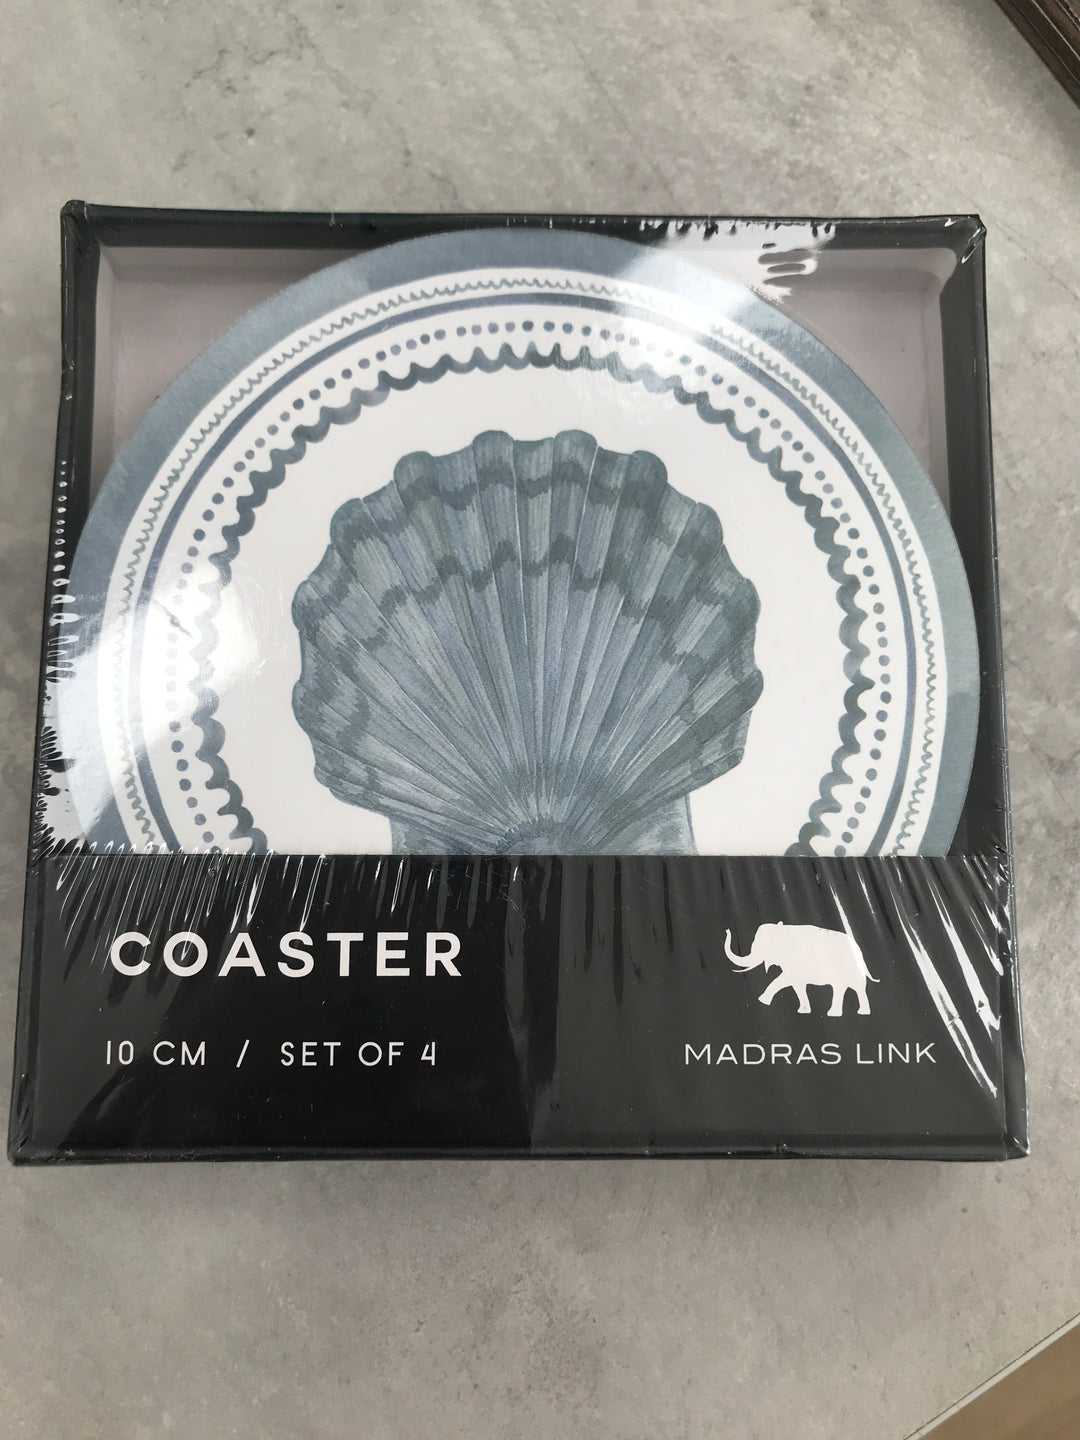 COASTER
10 CM / SET OF 4
MADRAS LINK